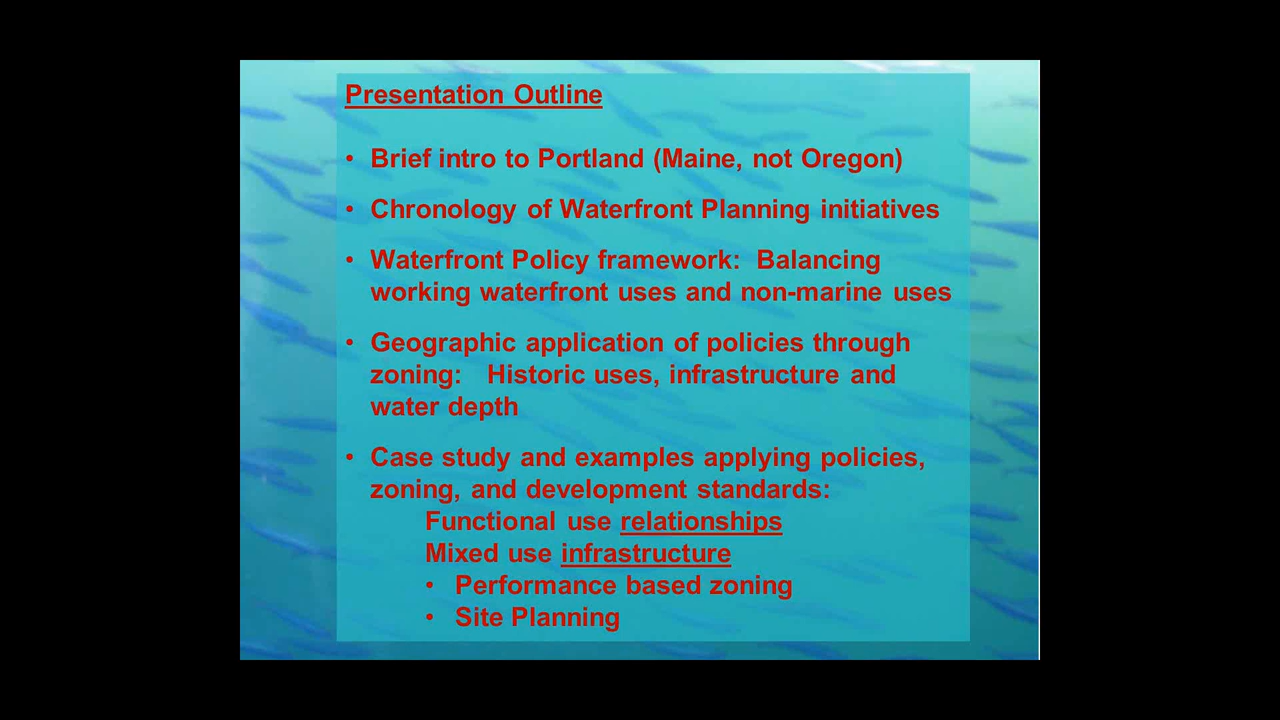 Presentation Outline
• Brief intro to Portland (Maine, not Oregon)
• Chronology of Waterfront Planning initiatives
• Waterfront Policy framework: Balancing
working waterfront uses and non-marine uses
• Geographic application of policies through
zoning: Historic uses, infrastructure and
water depth
• Case study and examples applying policies,
zoning, and development standards:
Functional use relationships
Mixed use infrastructure
• Performance based zoning
• Site Planning